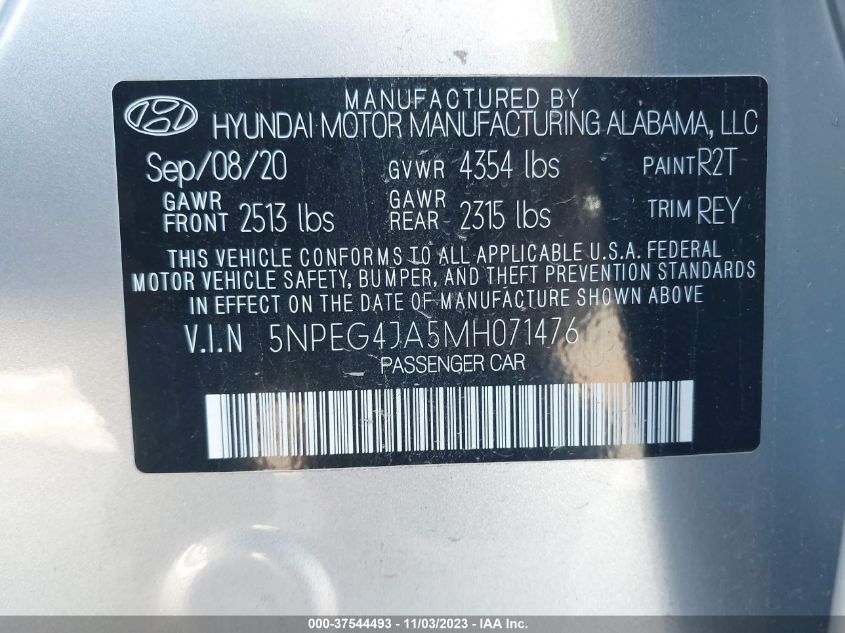 MANUFACTURED BY
HYUNDAI MOTOR MANUFACTURING ALABAMA, LLC
Sep/08/20 GVWR 4354 lbs PAINT R2T
GAWR FRONT 2513 lbs GAWR REAR 2315 lbs TRIM REY
THIS VEHICLE CONFORMS TO ALL APPLICABLE U.S.A. FEDERAL
MOTOR VEHICLE SAFETY, BUMPER, AND THEFT PREVENTION STANDARDS
IN EFFECT ON THE DATE OF MANUFACTURE SHOWN ABOVE.
V.I.N 5NPEG4JA5MH071476
PASSENGER CAR
000-37544493 - 11/03/2023 - IAA Inc.